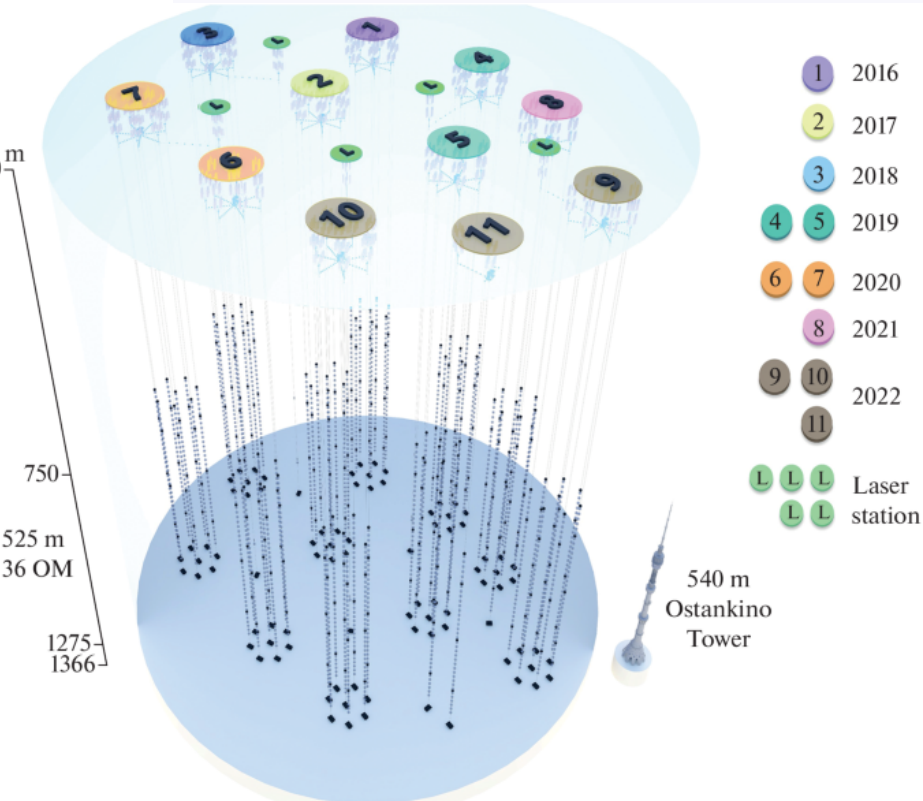 3
L
1
4
2
7
L
L
8
5
6
L
L
9
10
11
m
750
525 m
36 OM
1275
1366
540 m
Ostankino
Tower
1 2016
2 2017
3 2018
4 5 2019
6 7 2020
8 2021
9 10
2022
11
L L L Laser
L L station